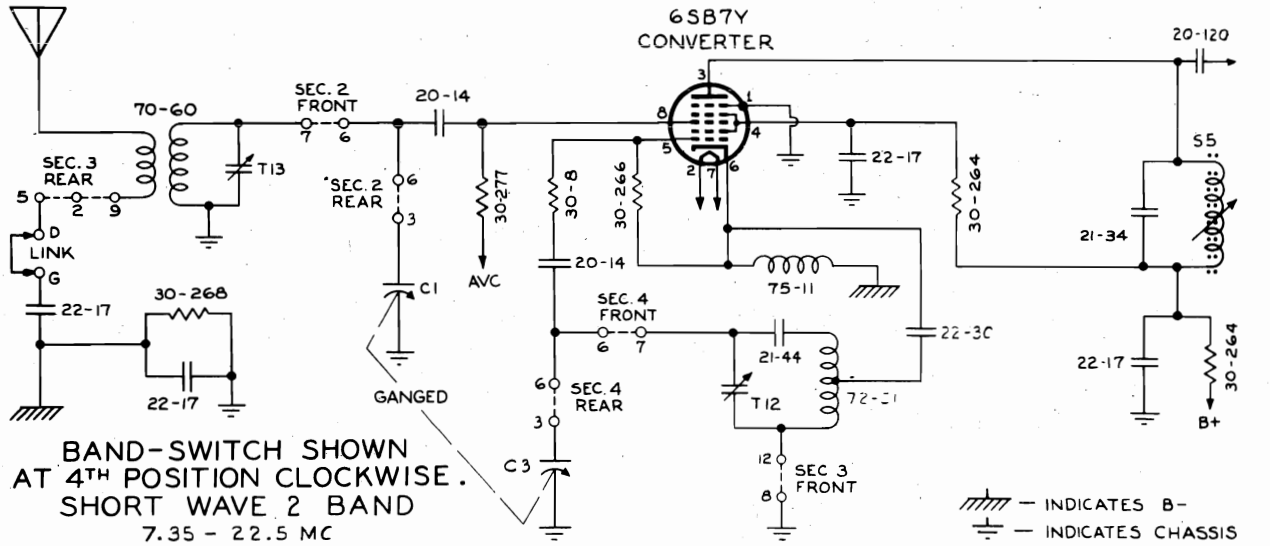 6SB7Y
CONVERTER
20-120
3
1
8
4
5
2
7
6
70-60
SEC. 2
FRONT
7
6
20-14
T13
SEC. 3
REAR
5
2
9
D
LINK
G
22-17
30-268
22-17
SEC. 2
REAR
6
3
C1
30-277
AVC
30-8
30-266
20-14
75-11
22-17
30-264
S5
21-34
SEC. 4
FRONT
6
7
21-44
22-30
T12
6
3
SEC. 4
REAR
C3
GANGED
12
8
SEC 3
FRONT
22-17
30-264
B+
BAND-SWITCH SHOWN
AT 4TH POSITION CLOCKWISE.
SHORT WAVE 2 BAND
7.35 - 22.5 MC
— INDICATES B-
— INDICATES CHASSIS